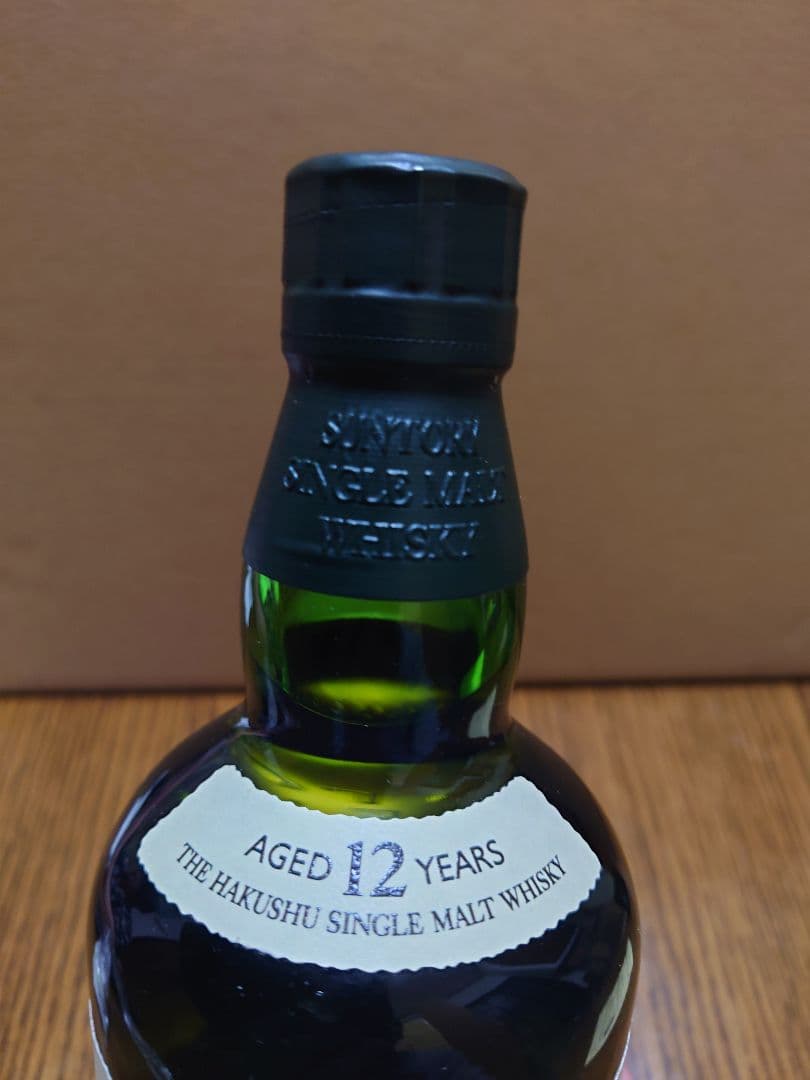 SUNTORY
SINGLE MALT
WHISKY
AGED 12 YEARS
THE HAKUSHU SINGLE MALT WHISKY